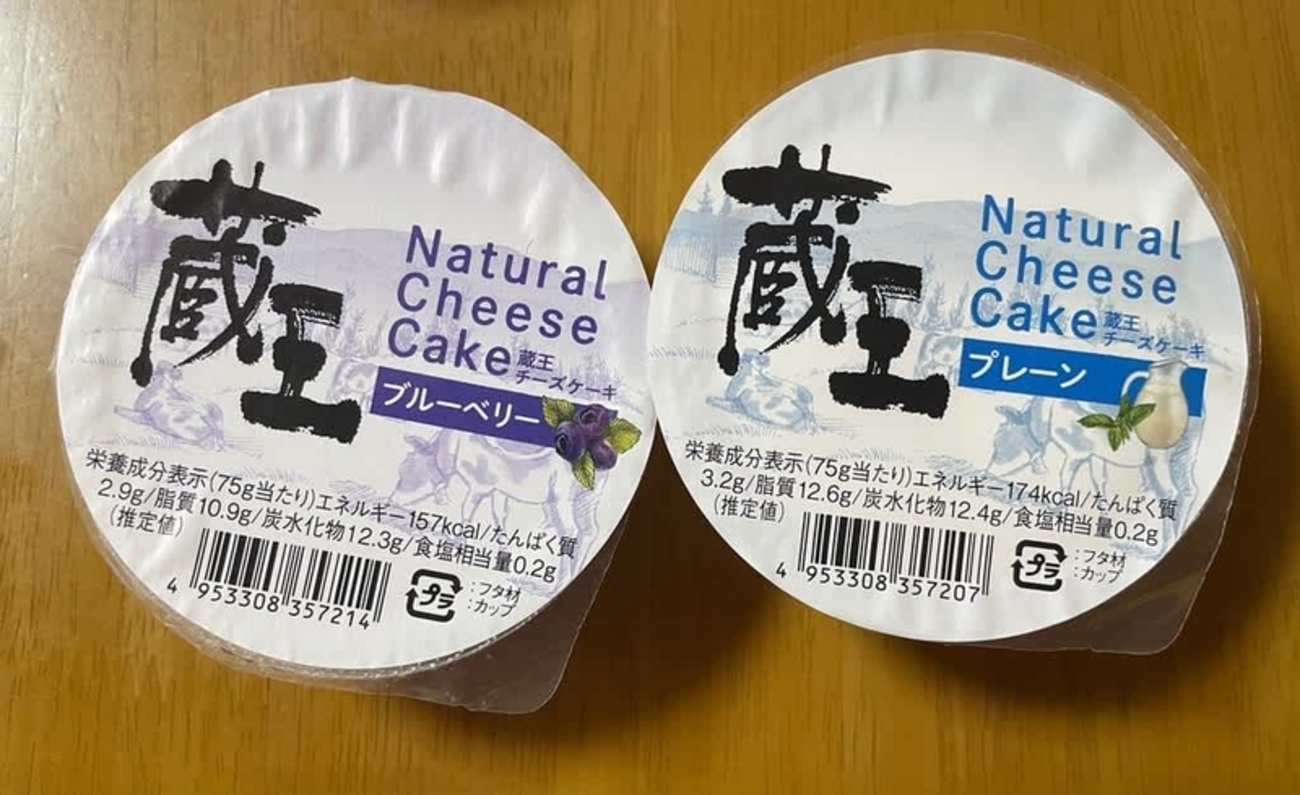 蔵王
Natural
Cheese
Cake
蔵王
チーズケーキ
ブルーベリー
栄養成分表示(75g当たり)エネルギー157kcal/たんぱく質
2.9g/脂質10.9g/炭水化物12.3g/食塩相当量0.2g
(推定値)
4 953308 357214
プラ
:フタ材
:カップ
蔵王
Natural
Cheese
Cake
蔵王
チーズケーキ
プレーン
栄養成分表示(75g当たり)エネルギー174kcal/たんぱく質
3.2g/脂質12.6g/炭水化物12.4g/食塩相当量0.2g
(推定値)
4 953308 357207
プラ
:フタ材
:カップ